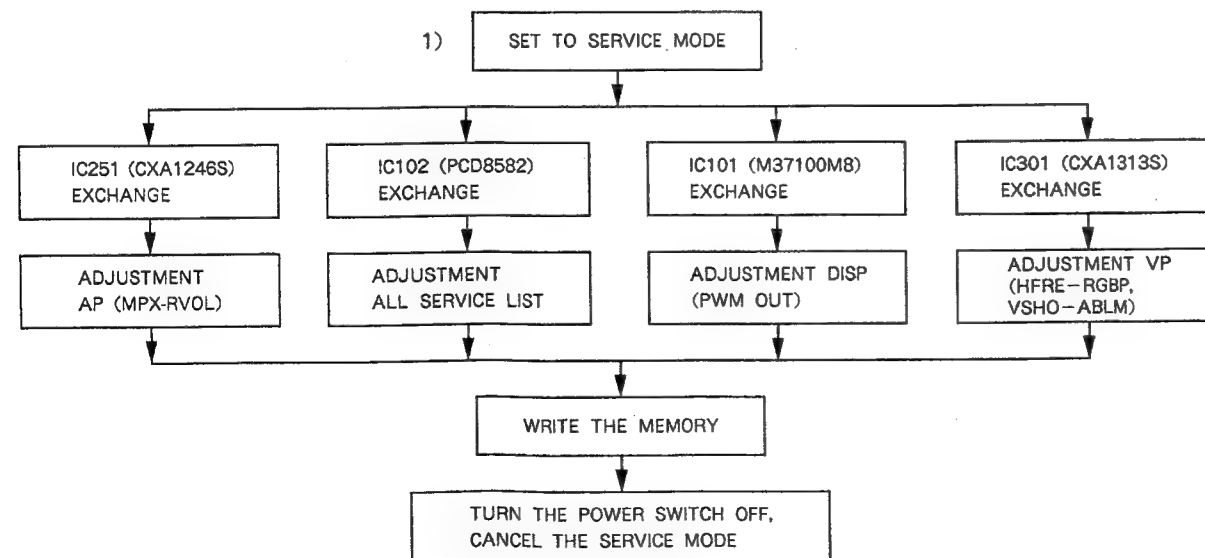 1)
SET TO SERVICE MODE
IC251 (CXA1246S)
EXCHANGE
IC102 (PCD8582)
EXCHANGE
IC101 (M37100M8)
EXCHANGE
IC301 (CXA1313S)
EXCHANGE
ADJUSTMENT
AP (MPX-RVOL)
ADJUSTMENT
ALL SERVICE LIST
ADJUSTMENT DISP
(PWM OUT)
ADJUSTMENT VP
(HFRE-RGBP,
VSHO-ABLM)
WRITE THE MEMORY
TURN THE POWER SWITCH OFF,
CANCEL THE SERVICE MODE